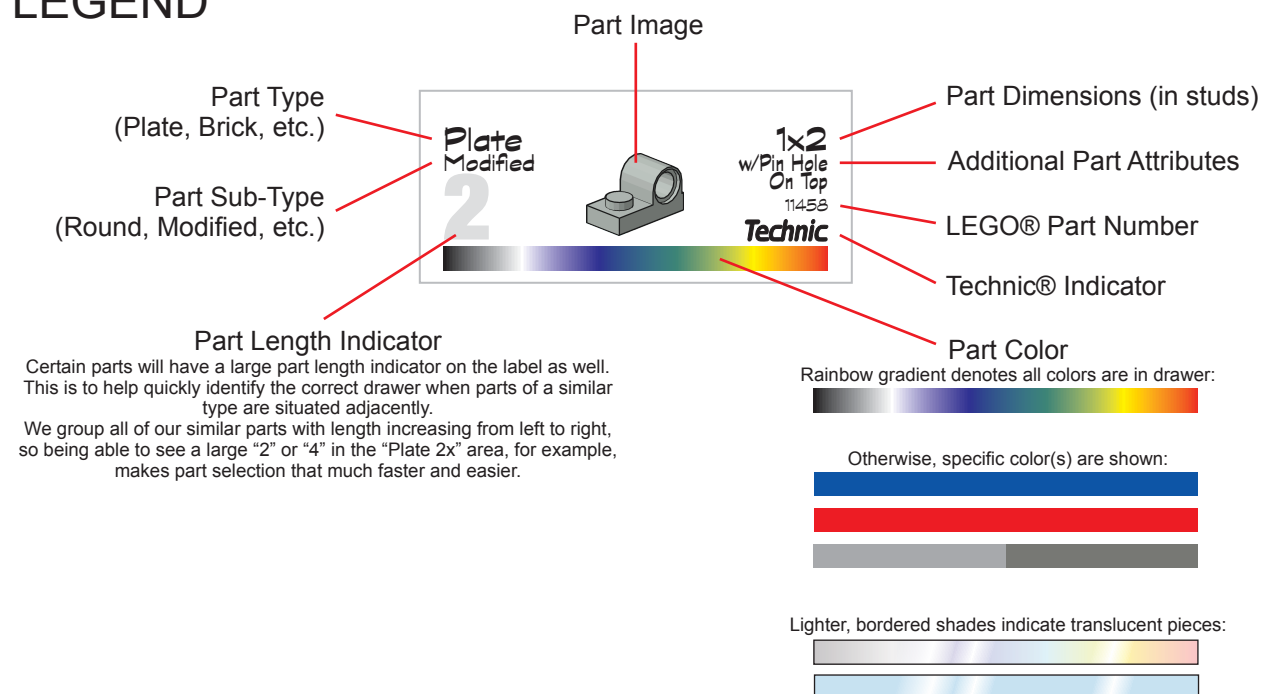 LEGEND
Part Image
Part Type
(Plate, Brick, etc.)
Part Sub-Type
(Round, Modified, etc.)
Plate
Modified
2
1x2
w/Pin Hole
On Top
11458
Technic
Part Dimensions (in studs)
Additional Part Attributes
LEGO® Part Number
Technic® Indicator
Part Length Indicator
Certain parts will have a large part length indicator on the label as well.
This is to help quickly identify the correct drawer when parts of a similar
type are situated adjacently.
We group all of our similar parts with length increasing from left to right,
so being able to see a large “2” or “4” in the “Plate 2x” area, for example,
makes part selection that much faster and easier.
Part Color
Rainbow gradient denotes all colors are in drawer:
Otherwise, specific color(s) are shown:
Lighter, bordered shades indicate translucent pieces: